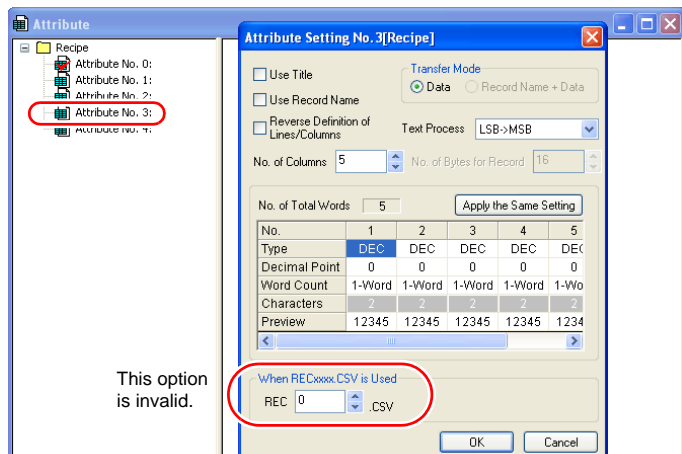 Attribute
Recipe
Attribute No. 0:
Attribute No. 1:
Attribute No. 2:
Attribute No. 3:
Attribute No. 4:
Attribute Setting No. 3[Recipe]
Use Title
Use Record Name
Reverse Definition of
Lines/Columns
Transfer Mode
Data Record Name + Data
Text Process LSB->MSB
No. of Columns 5 No. of Bytes for Record 16
No. of Total Words 5 Apply the Same Setting
No. 1 2 3 4 5
Type DEC DEC DEC DEC DEC
Decimal Point 0 0 0 0 0
Word Count 1-Word 1-Word 1-Word 1-Word 1-Wo
Characters 2 2 2 2 2
Preview 12345 12345 12345 12345 1234
When RECxxxx.CSV is Used
REC 0 .CSV
This option
is invalid.
OK Cancel